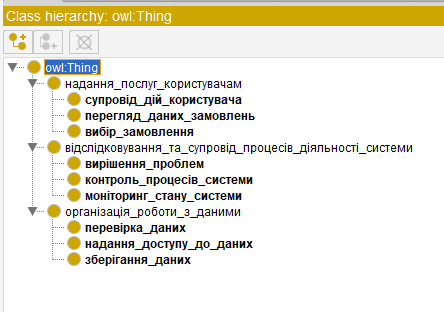 Class hierarchy: owl:Thing
owl:Thing
надання_послуг_користувачам
супровід_дій_користувача
перегляд_даних_замовлень
вибір_замовлення
відслідковування_та_супровід_процесів_діяльності_системи
вирішення_проблем
контроль_процесів_системи
моніторинг_стану_системи
організація_роботи_з_даними
перевірка_даних
надання_доступу_до_даних
зберігання_даних